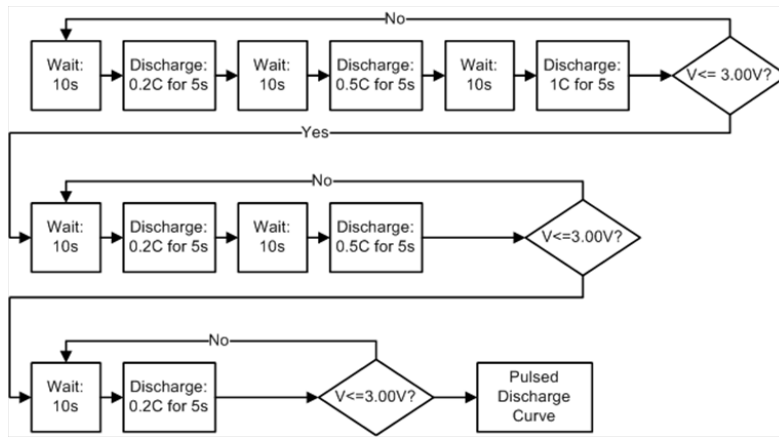 No
Wait:
10s
Discharge:
0.2C for 5s
Wait:
10s
Discharge:
0.5C for 5s
Wait:
10s
Discharge:
1C for 5s
V<= 3.00V?
Yes
No
Wait:
10s
Discharge:
0.2C for 5s
Wait:
10s
Discharge:
0.5C for 5s
V<=3.00V?
No
Wait:
10s
Discharge:
0.2C for 5s
V<=3.00V?
Pulsed
Discharge
Curve